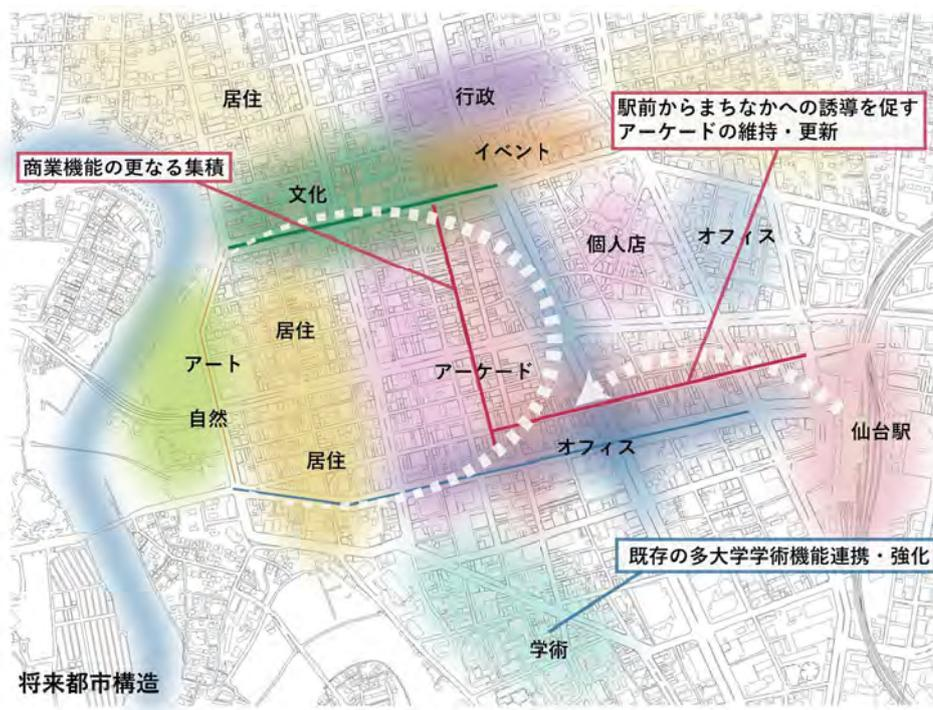 居住
行政
駅前からまちなかへの誘導を促す
アーケードの維持・更新
イベント
商業機能の更なる集積
文化
個人店
オフィス
居住
アート
アーケード
自然
仙台駅
オフィス
居住
既存の多大学学術機能連携・強化
学術
将来都市構造